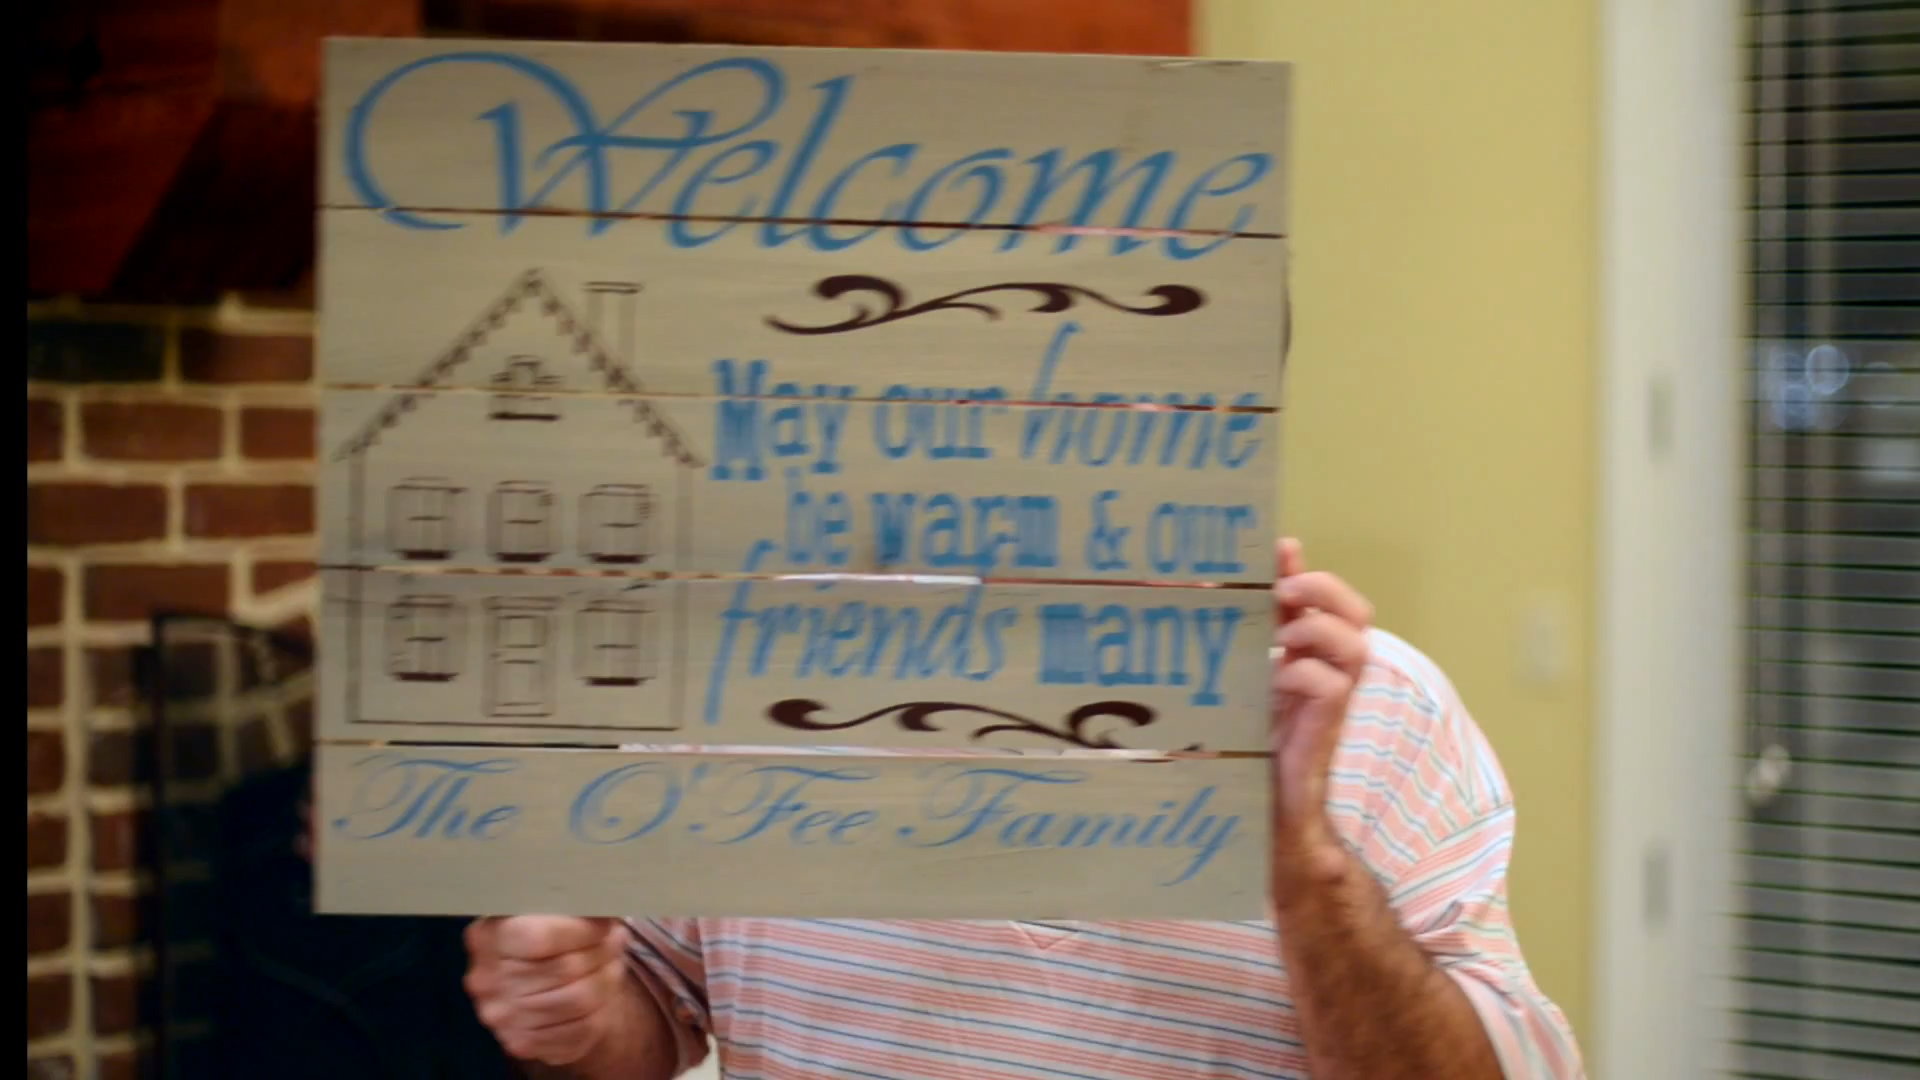 Welcome
May our home
be warm & our
friends many
The O'Fee Family